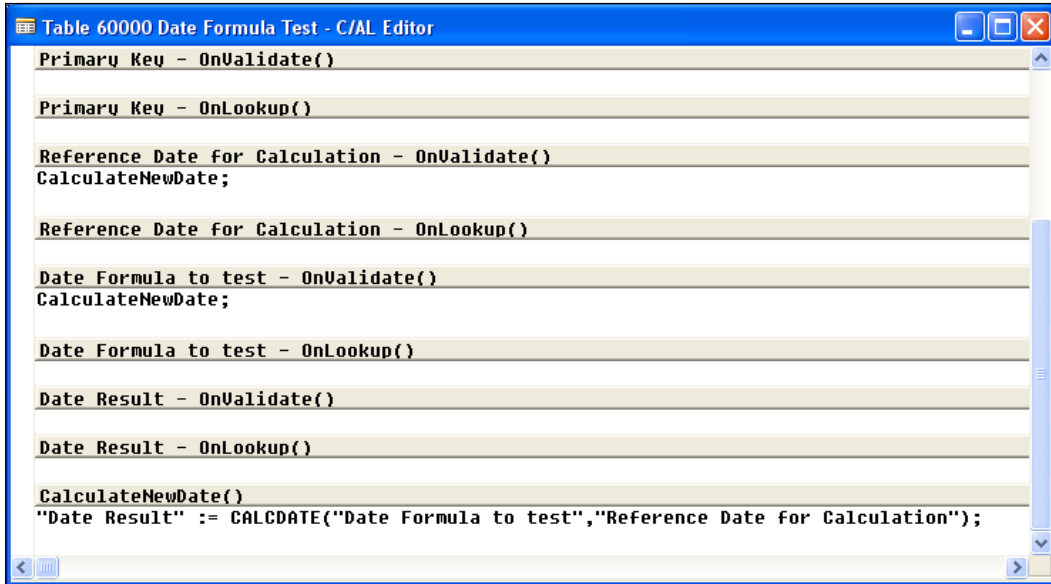 Table 60000 Date Formula Test - C/AL Editor
Primary Key - OnValidate()
Primary Key - OnLookup()
Reference Date for Calculation - OnValidate()
CalculateNewDate;
Reference Date for Calculation - OnLookup()
Date Formula to test - OnValidate()
CalculateNewDate;
Date Formula to test - OnLookup()
Date Result - OnValidate()
Date Result - OnLookup()
CalculateNewDate()
"Date Result" := CALCDATE("Date Formula to test","Reference Date for Calculation");